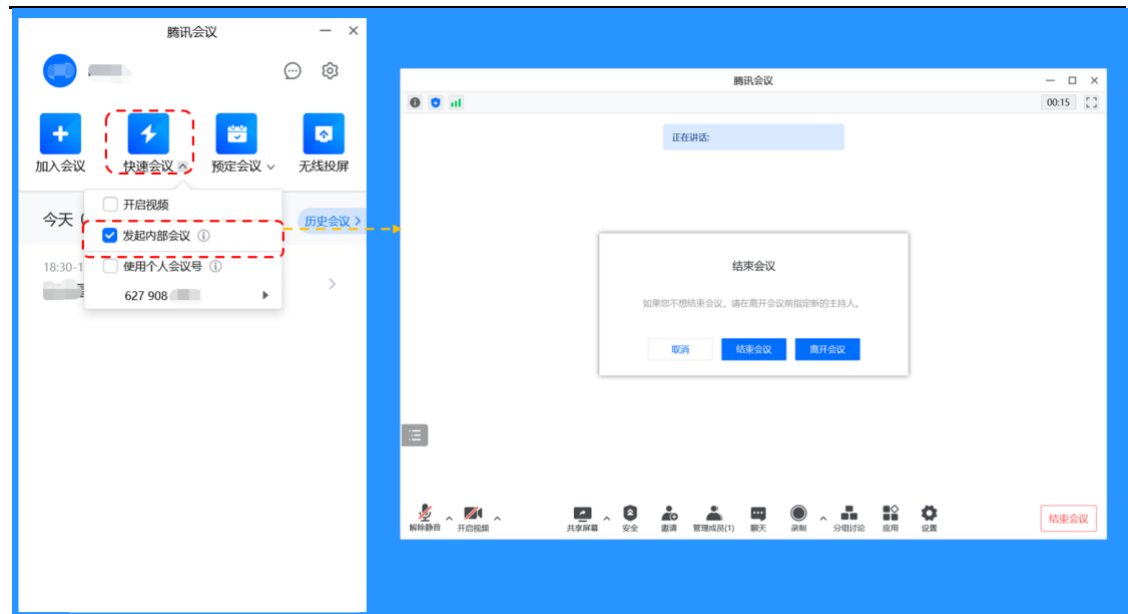 腾讯会议
加入会议
快速会议
预定会议
无线投屏
开启视频
今天
历史会议
发起内部会议
18:30-1
使用个人会议号
627 908
腾讯会议
00:15
正在讲话:
结束会议
如果您不想结束会议，请在离开会议前指定新的主持人。
取消
结束会议
离开会议
解除静音
开启视频
共享屏幕
安全
邀请
管理成员(1)
聊天
录制
分组讨论
应用
设置
结束会议